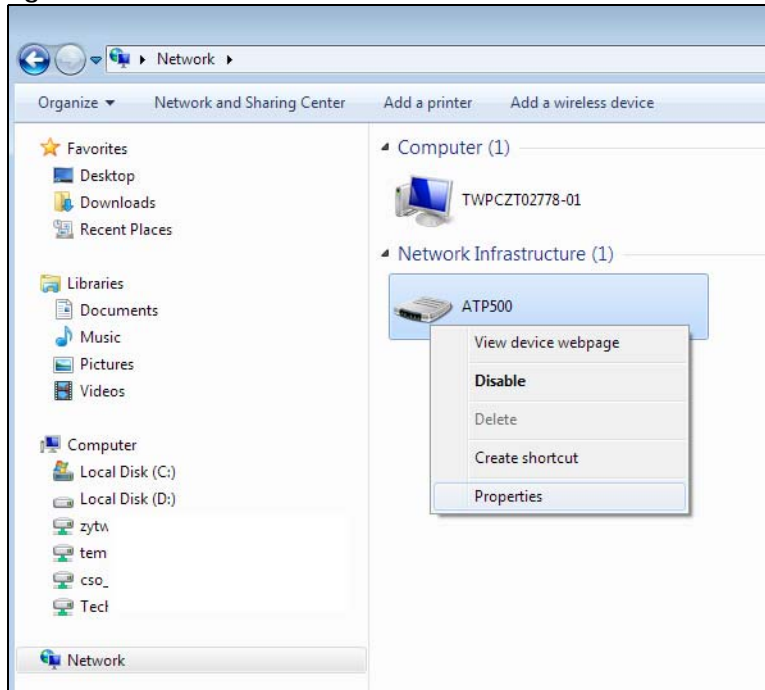 Network
Organize Network and Sharing Center Add a printer Add a wireless device
Favorites
Desktop
Downloads
Recent Places
Libraries
Documents
Music
Pictures
Videos
Computer
Local Disk (C:)
Local Disk (D:)
tem
cso_
Network
Computer (1)
TWPCZT02778-01
Network Infrastructure (1)
ATP500
View device webpage
Disable
Delete
Create shortcut
Properties